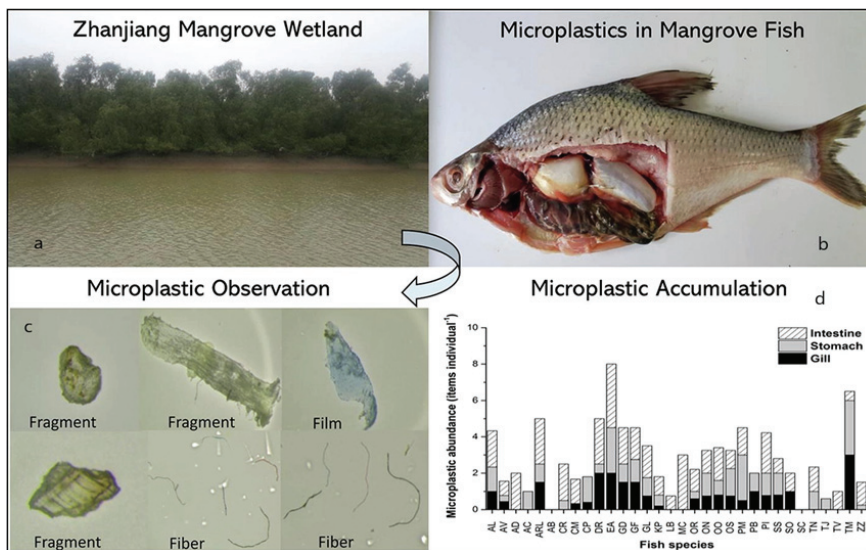 Zhanjiang Mangrove Wetland
a
Microplastics in Mangrove Fish
b
Microplastic Observation
c
Fragment
Fragment
Film
Fragment
Fiber
Fiber
Microplastic Accumulation
d
Microplastic abundance (items individual⁻¹)
10
8
6
4
2
0
Intestine
Stomach
Gill
AL AV AD AC ARL AB CR CM CP DR EA GD GF GL KP LB MC OR ON OO OS PM PB PI SS SO SC TN TJ TV TM ZZ
Fish species